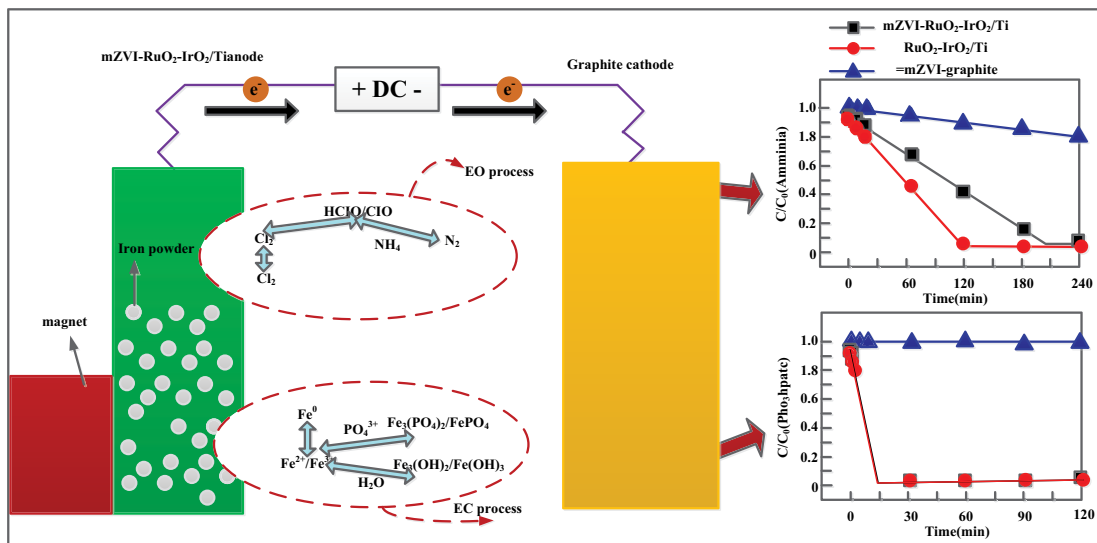 mZVI-RuO2-IrO2/Tianode
e-
+ DC -
e-
Graphite cathode
EO process
HClO/ClO
Cl2
NH4
N2
Cl2
Iron powder
magnet
Fe0
PO43+
Fe3(PO4)2/FePO4
Fe2+/Fe3+
H2O
Fe3(OH)2/Fe(OH)3
EC process
mZVI-RuO2-IrO2/Ti
RuO2-IrO2/Ti
=mZVI-graphite
C/C0(Amminia)
1.0
1.8
0.6
0.4
0.2
0
0 60 120 180 240
Time(min)
C/C0(Pho3hpate)
1.0
1.8
0.6
0.4
0.2
0
0 30 60 90 120
Time(min)